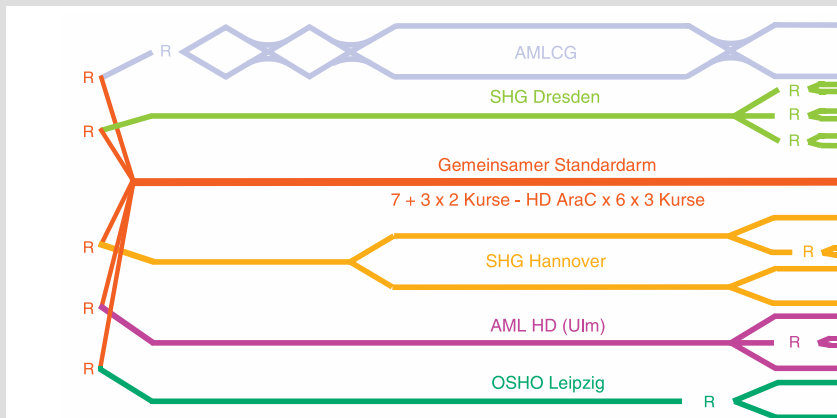 R
AMLCG
R
SHG Dresden
R
R
R
R
Gemeinsamer Standardarm
7 + 3 x 2 Kurse - HD AraC x 6 x 3 Kurse
R
SHG Hannover
R
R
AML HD (Ulm)
R
R
OSHO Leipzig
R